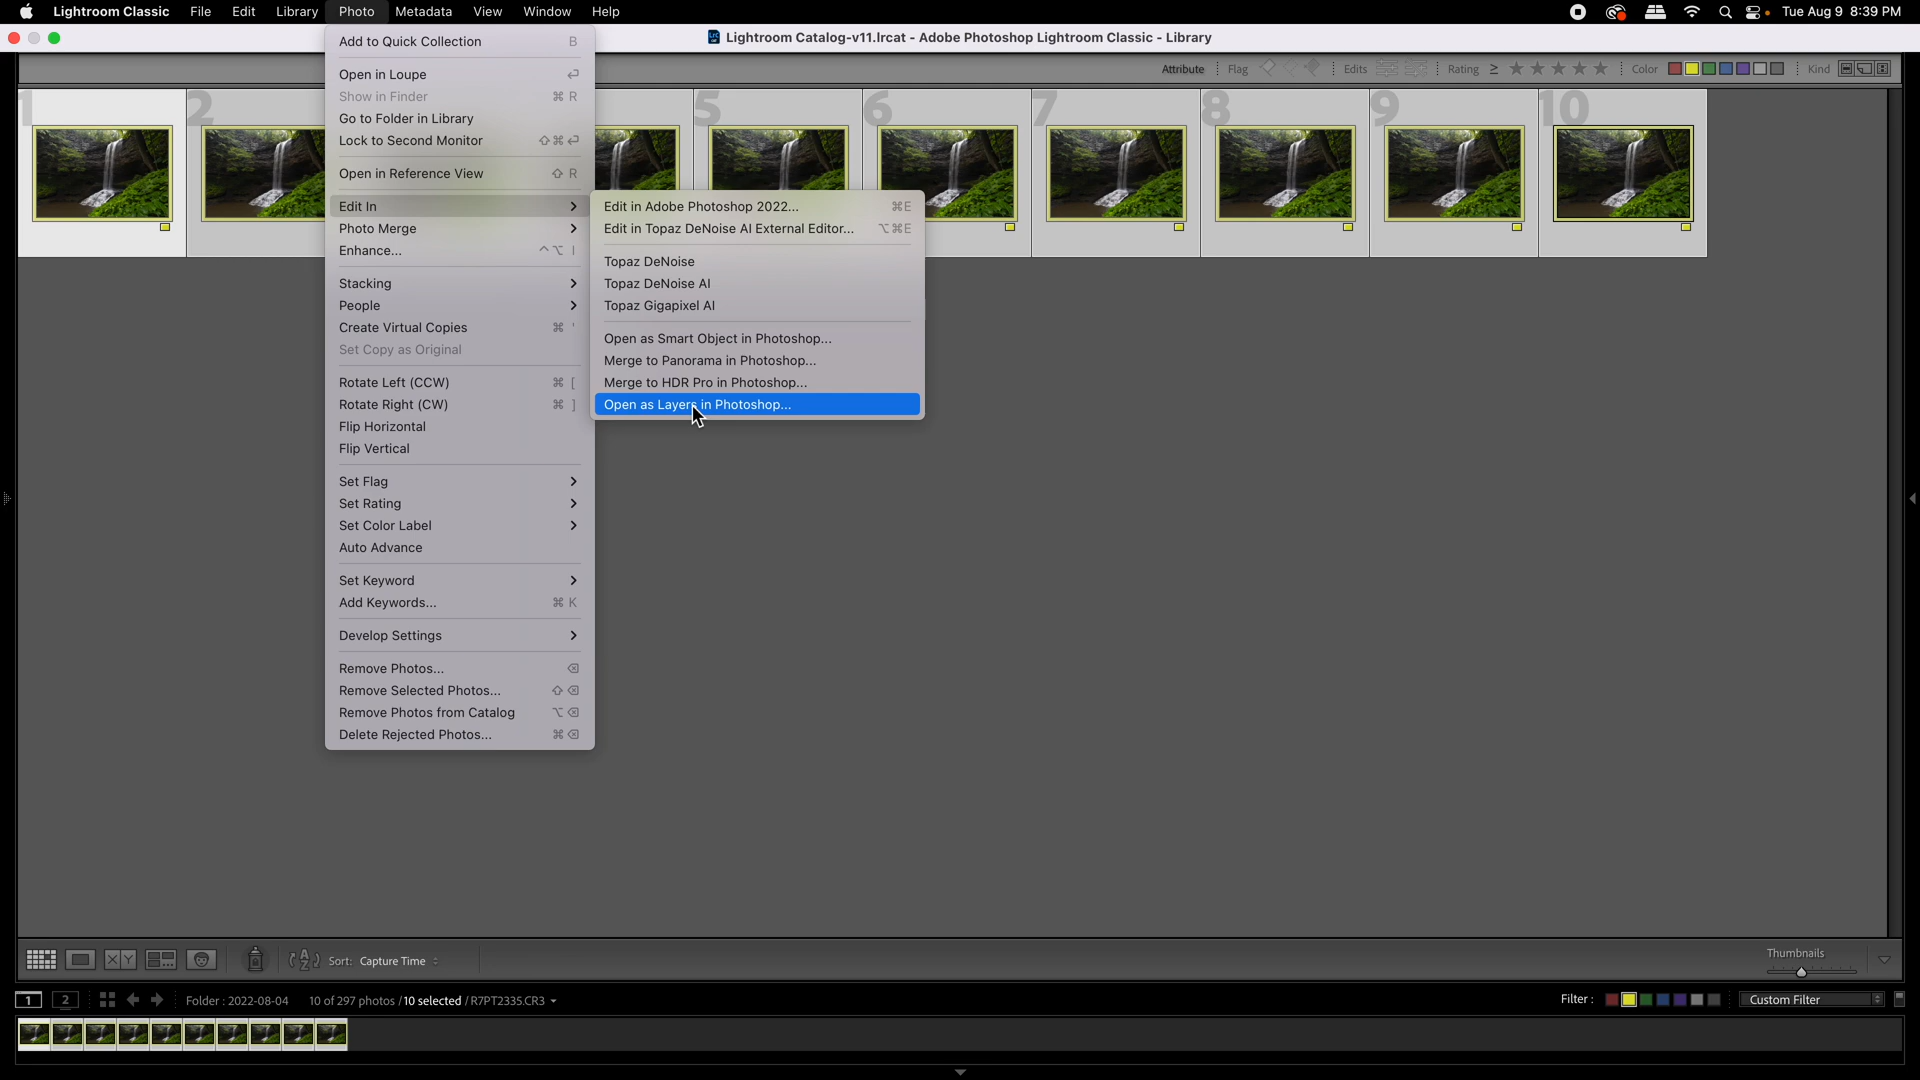 Lightroom Classic File Edit Library Photo Metadata View Window Help Tue Aug 9 8:39 PM
Lightroom Catalog-v11.lrcat - Adobe Photoshop Lightroom Classic - Library
Attribute Flag Edits Rating ≥ ★ ★ ★ ★ ★ Color Kind
1 2 5 6 7 8 9 10
Add to Quick Collection B
Open in Loupe ⏎
Show in Finder ⌘ R
Go to Folder in Library
Lock to Second Monitor ⇧ ⌘ ⏎
Open in Reference View ⇧ R
Edit In >
Photo Merge >
Enhance... ^ ⌥ I
Stacking >
People >
Create Virtual Copies ⌘ '
Set Copy as Original
Rotate Left (CCW) ⌘ [
Rotate Right (CW) ⌘ ]
Flip Horizontal
Flip Vertical
Set Flag >
Set Rating >
Set Color Label >
Auto Advance
Set Keyword >
Add Keywords... ⌘ K
Develop Settings >
Remove Photos... ⌫
Remove Selected Photos... ⇧ ⌫
Remove Photos from Catalog ⌥ ⌫
Delete Rejected Photos... ⌘ ⌫
Edit in Adobe Photoshop 2022... ⌘E
Edit in Topaz DeNoise AI External Editor... ⌥⌘E
Topaz DeNoise
Topaz DeNoise AI
Topaz Gigapixel AI
Open as Smart Object in Photoshop...
Merge to Panorama in Photoshop...
Merge to HDR Pro in Photoshop...
Open as Layers in Photoshop...
XY AZ Sort: Capture Time Thumbnails
1 2 Folder : 2022-08-04 10 of 297 photos / 10 selected / R7PT2335.CR3 Filter : Custom Filter